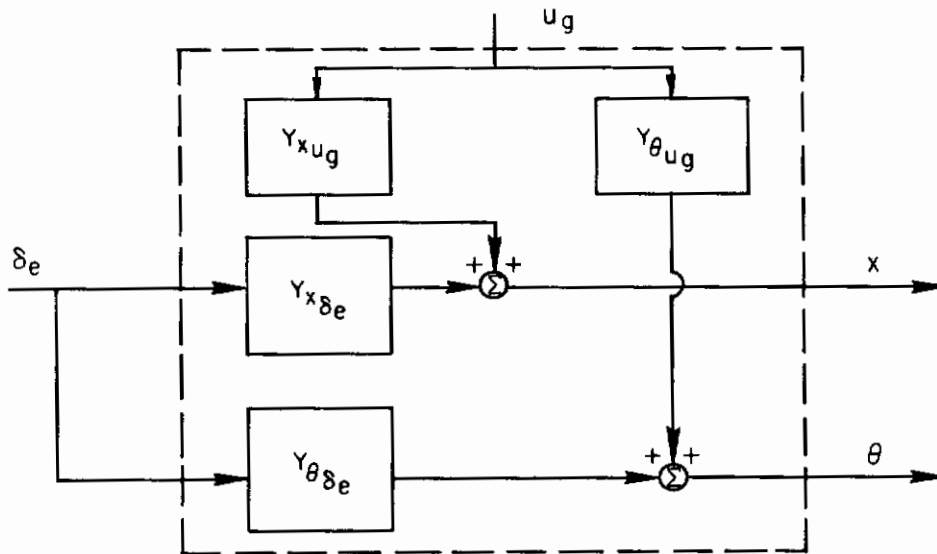 u_g
Y_{xu_g}
Y_{θu_g}
δ_e
Y_{xδ_e}
+ +
Σ
x
Y_{θδ_e}
+ +
Σ
θ